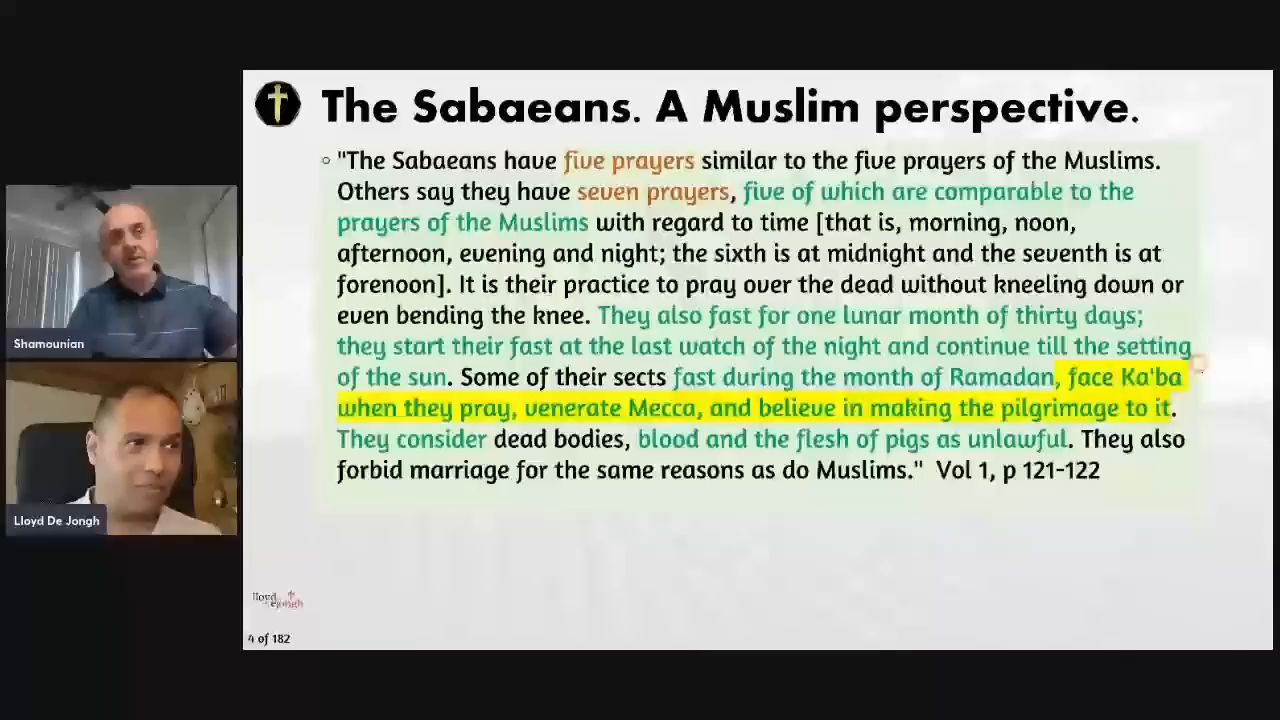 The Sabaeans. A Muslim perspective.
"The Sabaeans have five prayers similar to the five prayers of the Muslims.
Others say they have seven prayers, five of which are comparable to the
prayers of the Muslims with regard to time [that is, morning, noon,
afternoon, evening and night; the sixth is at midnight and the seventh is at
forenoon]. It is their practice to pray over the dead without kneeling down or
even bending the knee. They also fast for one lunar month of thirty days;
they start their fast at the last watch of the night and continue till the setting
of the sun. Some of their sects fast during the month of Ramadan, face Ka'ba
when they pray, venerate Mecca, and believe in making the pilgrimage to it.
They consider dead bodies, blood and the flesh of pigs as unlawful. They also
forbid marriage for the same reasons as do Muslims." Vol 1, p 121-122
Shamounian
Lloyd De Jongh
lloyd
dejongh
4 of 182